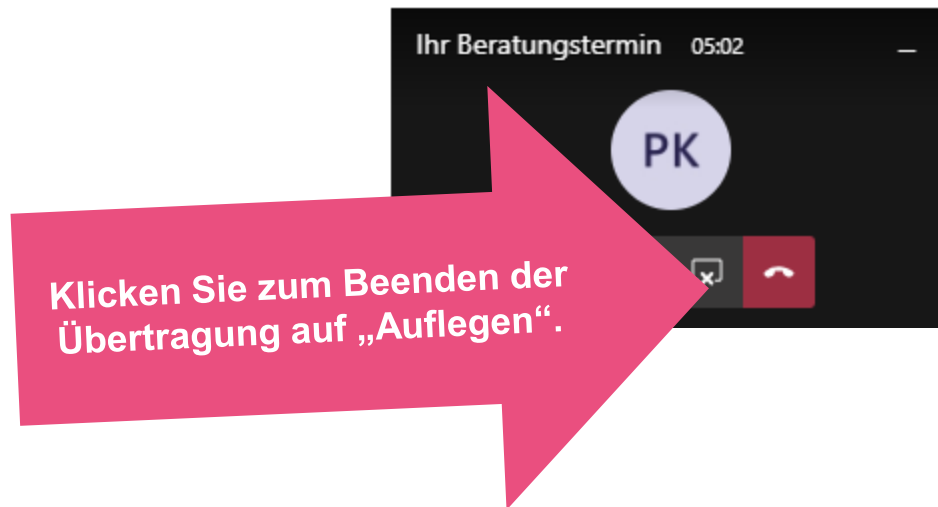 Ihr Beratungstermin 05:02
PK
Klicken Sie zum Beenden der
Übertragung auf „Auflegen“.